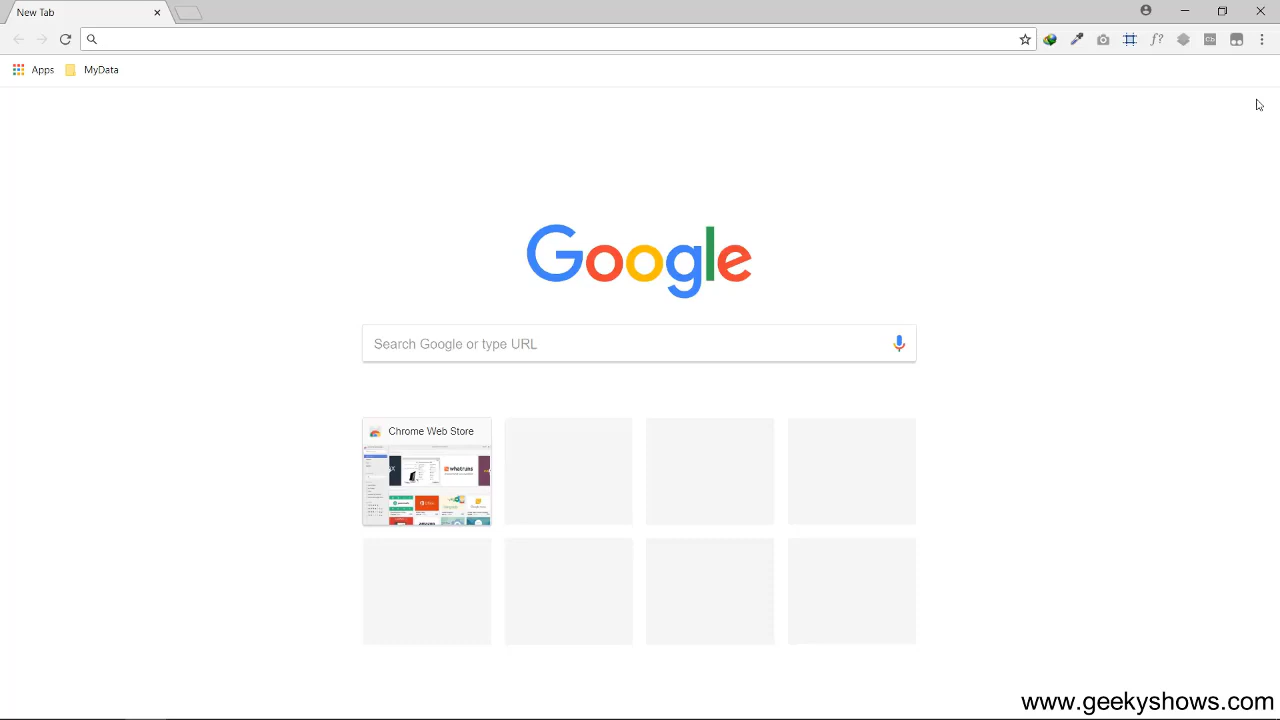 New Tab
Apps
MyData
Google
Search Google or type URL
Chrome Web Store
www.geekyshows.com